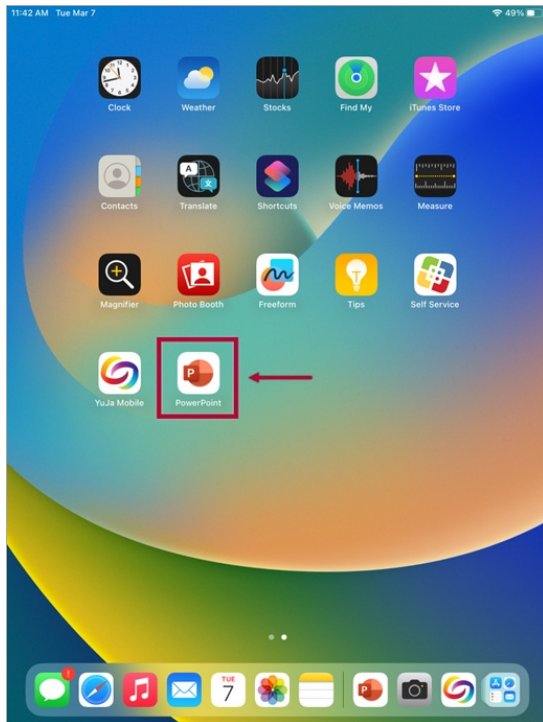 11:42 AM Tue Mar 7 49%
Clock Weather Stocks Find My iTunes Store
Contacts Translate Shortcuts Voice Memos Measure
Magnifier Photo Booth Freeform Tips Self Service
YuJa Mobile PowerPoint
TUE
7